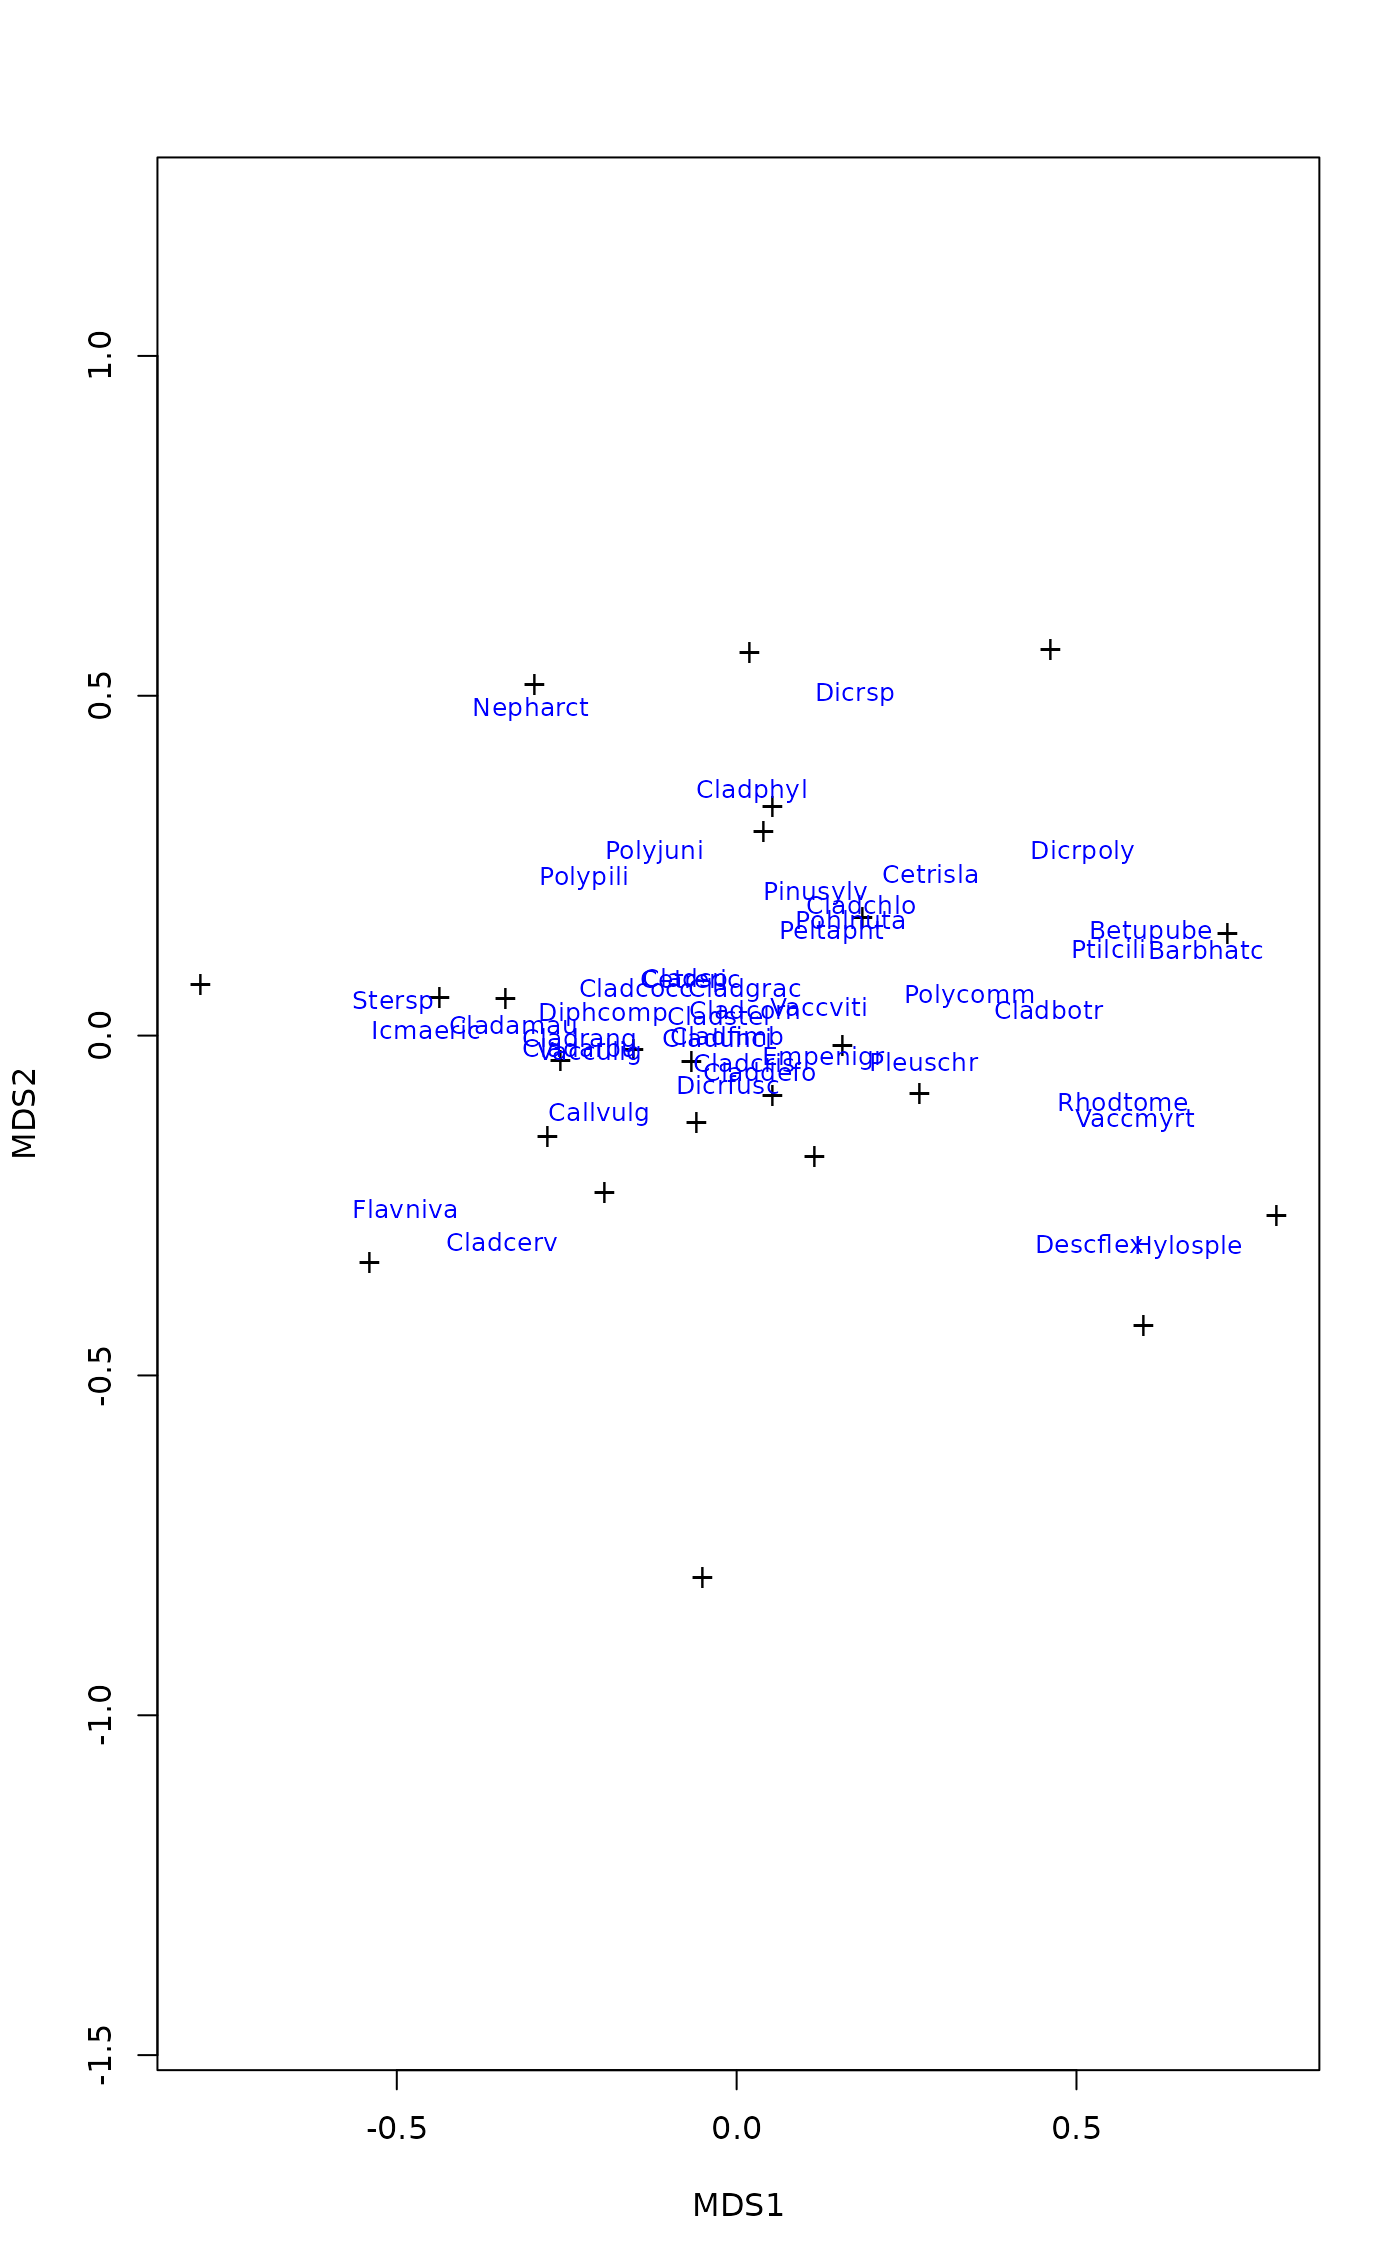 1.0
0.5
0.0
-0.5
-1.0
-1.5
MDS2
Dicrsp
Nepharct
Cladphyl
Polyjuni
Dicrpoly
Polypili
Cetrisla
Pinusylv
Cladchlo
Pohlnuta
Peltapht
Betupube
Ptilcili
Barbhatc
Cladsp
Cetreric
Cladcocc
Cladgrac
Polycomm
Stersp
Vaccviti
Cladcorn
Cladbotr
Diphcomp
Cladstel
Cladamau
Icmaeric
Cladrang
Cladfimb
Cladunci
Cladarbu
Vacculig
Empenigr
Cladcris
Pleuschr
Claddefo
Dicrfusc
Rhodtome
Callvulg
Vaccmyrt
Flavniva
Cladcerv
Descflex
Hylosple
-0.5
0.0
0.5
MDS1